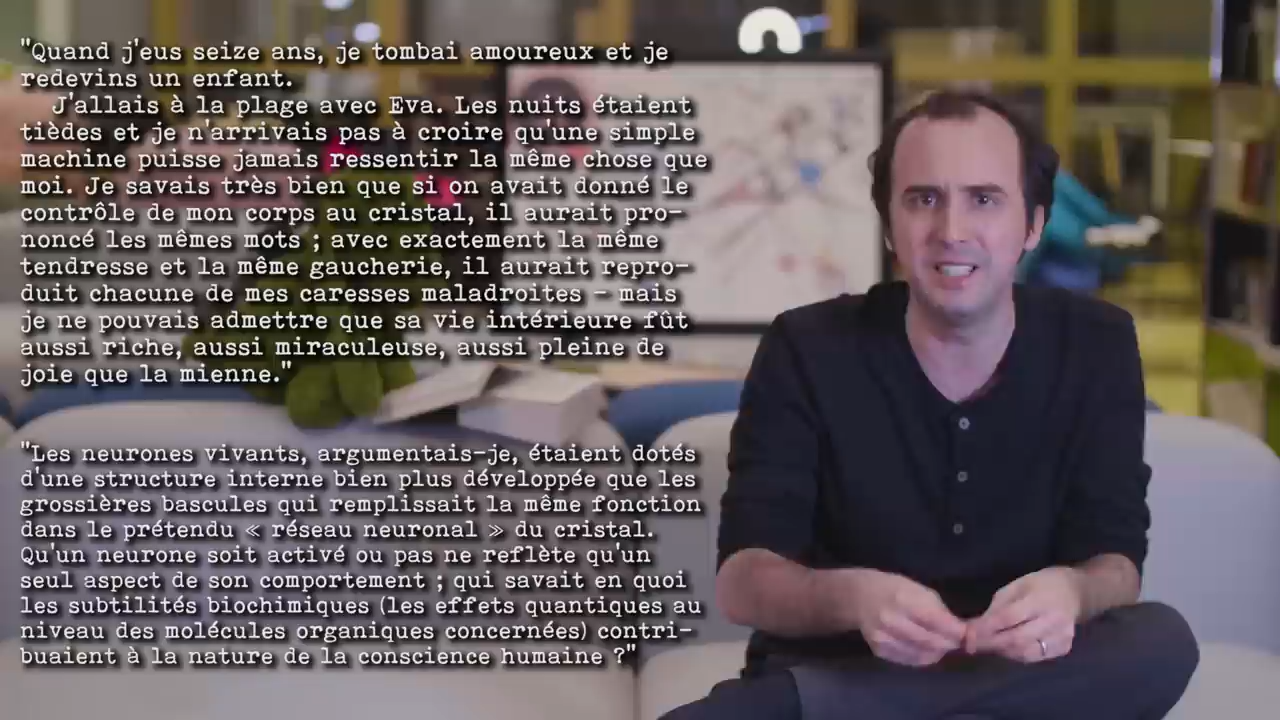 "Quand j'eus seize ans, je tombai amoureux et je
redevins un enfant.
J'allais à la plage avec Eva. Les nuits étaient
tièdes et je n'arrivais pas à croire qu'une simple
machine puisse jamais ressentir la même chose que
moi. Je savais très bien que si on avait donné le
contrôle de mon corps au cristal, il aurait pro-
noncé les mêmes mots ; avec exactement la même
tendresse et la même gaucherie, il aurait repro-
duit chacune de mes caresses maladroites – mais
je ne pouvais admettre que sa vie intérieure fût
aussi riche, aussi miraculeuse, aussi pleine de
joie que la mienne."
"Les neurones vivants, argumentais-je, étaient dotés
d'une structure interne bien plus développée que les
grossières bascules qui remplissait la même fonction
dans le prétendu « réseau neuronal » du cristal.
Qu'un neurone soit activé ou pas ne reflète qu'un
seul aspect de son comportement ; qui savait en quoi
les subtilités biochimiques (les effets quantiques au
niveau des molécules organiques concernées) contri-
buaient à la nature de la conscience humaine ?"